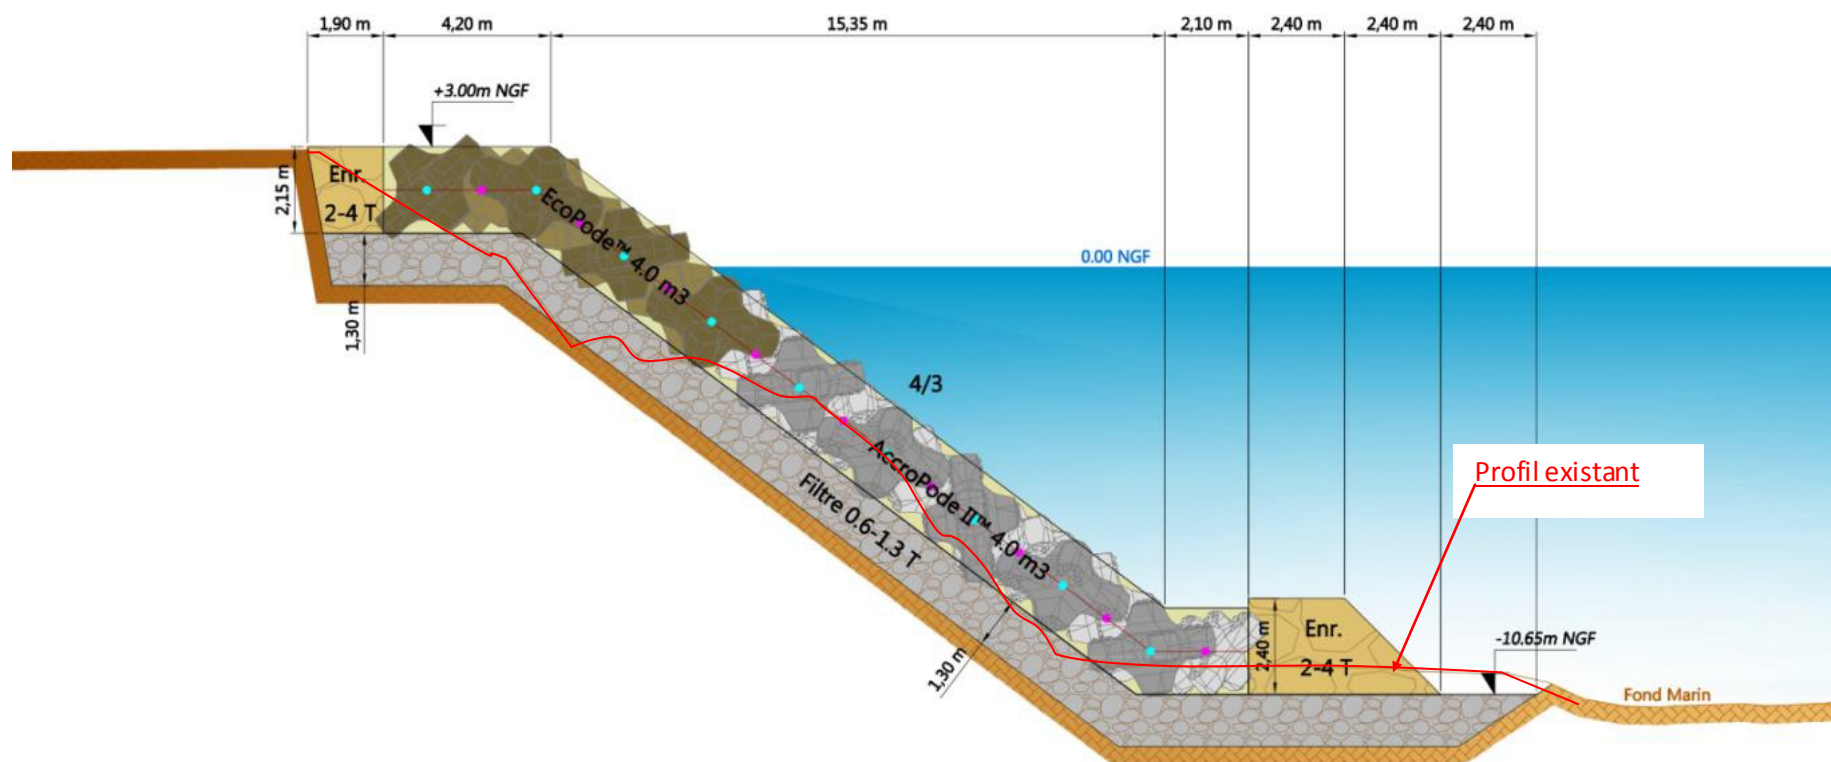 1,90 m
4,20 m
15,35 m
2,10 m
2,40 m
2,40 m
2,40 m
+3.00m NGF
2,15 m
Enr.
2-4 T
1,30 m
EcoPode™ 4.0 m3
0.00 NGF
4/3
AccroPode II™ 4.0 m3
Filtre 0.6-1.3 T
1,30 m
Profil existant
2,40 m
Enr.
2-4 T
-10.65m NGF
Fond Marin